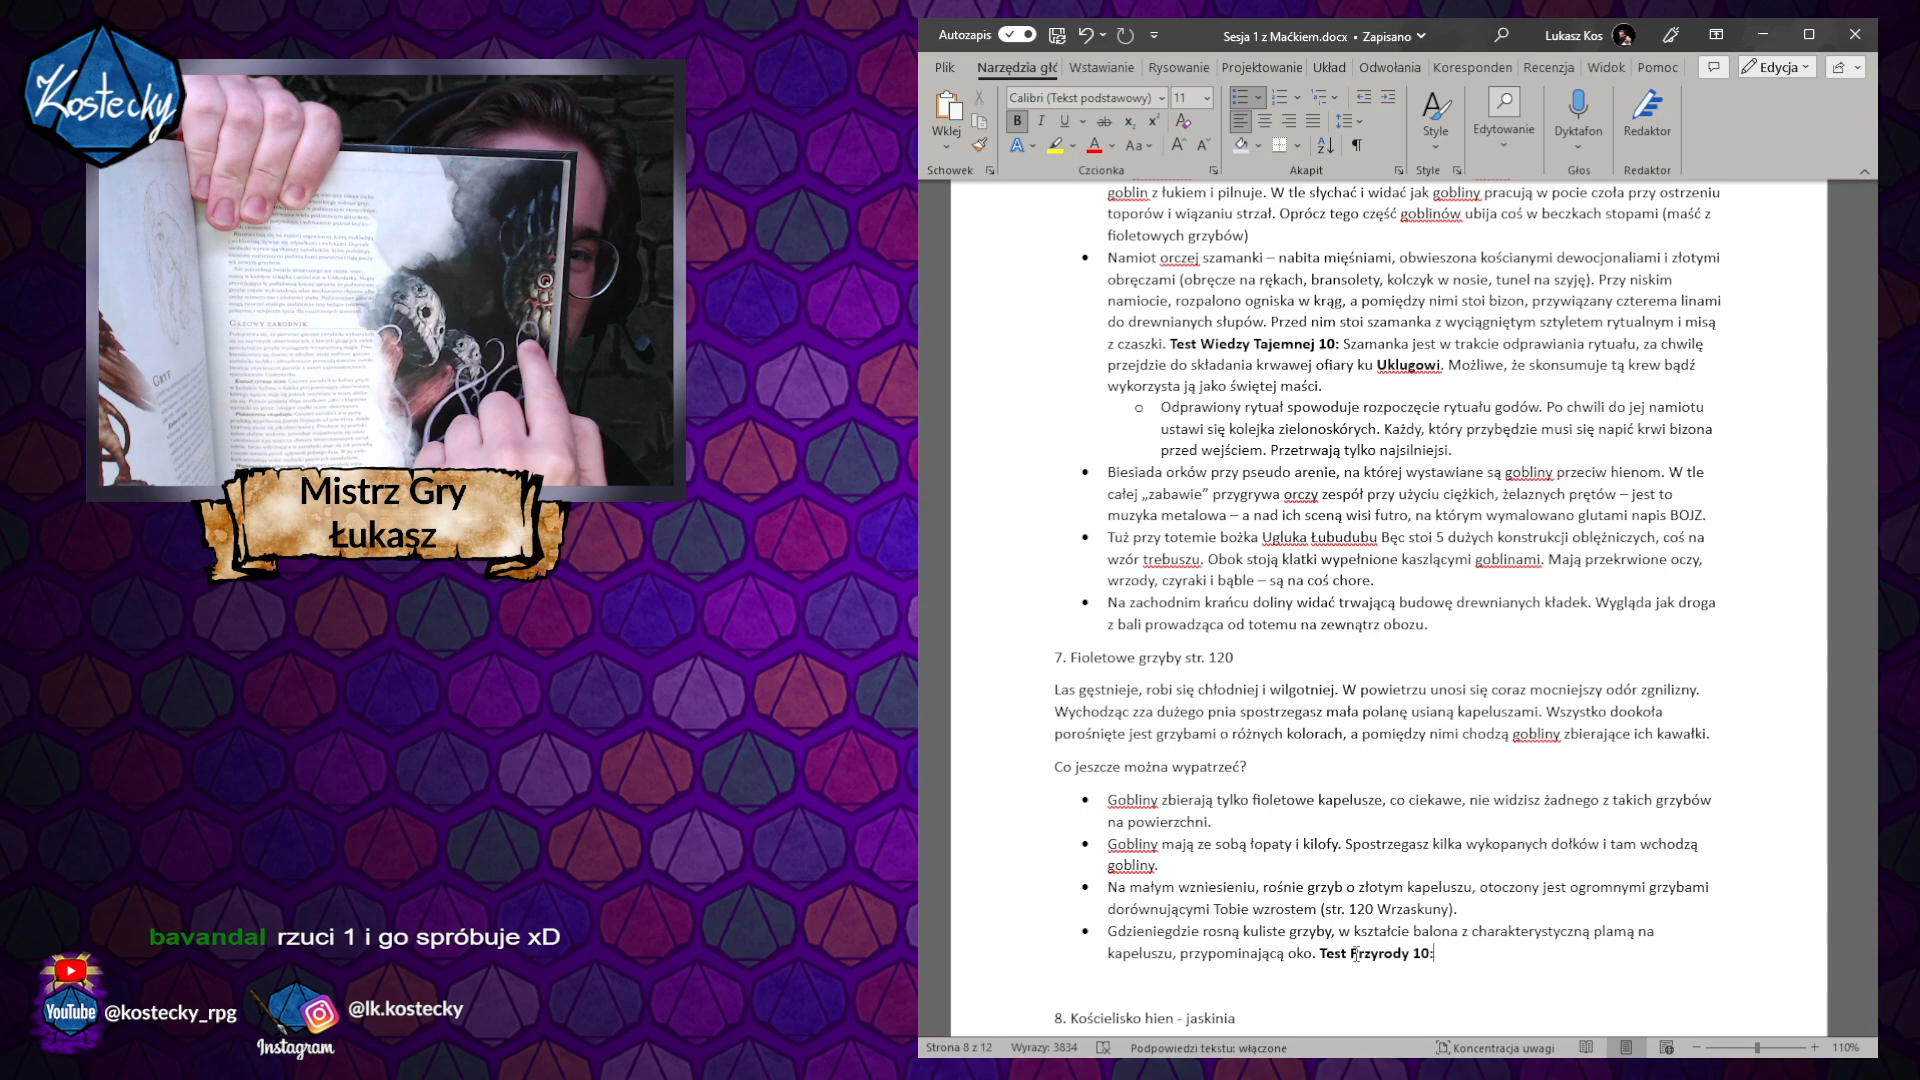 Kostecky
GAZOWY ZARODNIK
GRYF
Mistrz Gry
Łukasz
bavandal rzuci 1 i go spróbuje xD
YouTube @kostecky_rpg
Instagram @lk.kostecky
Autozapis
Sesja 1 z Maćkiem.docx • Zapisano
Lukasz Kos
Plik Narzędzia głó Wstawianie Rysowanie Projektowanie Układ Odwołania Koresponden Recenzja Widok Pomoc
Edycja
Wklej
Calibri (Tekst podstawowy) 11
Style
Edytowanie
Dyktafon
Redaktor
Schowek Czcionka Akapit Style Głos Redaktor
goblin z łukiem i pilnuje. W tle słychać i widać jak gobliny pracują w pocie czoła przy ostrzeniu
toporów i wiązaniu strzał. Oprócz tego część goblinów ubija coś w beczkach stopami (maść z
fioletowych grzybów)
• Namiot orczej szamanki – nabita mięśniami, obwieszona kościanymi dewocjonaliami i złotymi
obręczami (obręcze na rękach, bransolety, kolczyk w nosie, tunel na szyję). Przy niskim
namiocie, rozpalono ogniska w krąg, a pomiędzy nimi stoi bizon, przywiązany czterema linami
do drewnianych słupów. Przed nim stoi szamanka z wyciągniętym sztyletem rytualnym i misą
z czaszki. Test Wiedzy Tajemnej 10: Szamanka jest w trakcie odprawiania rytuału, za chwilę
przejdzie do składania krwawej ofiary ku Uklugowi. Możliwe, że skonsumuje tą krew bądź
wykorzysta ją jako świętej maści.
o Odprawiony rytuał spowoduje rozpoczęcie rytuału godów. Po chwili do jej namiotu
ustawi się kolejka zielonoskórych. Każdy, który przybędzie musi się napić krwi bizona
przed wejściem. Przetrwają tylko najsilniejsi.
• Biesiada orków przy pseudo arenie, na której wystawiane są gobliny przeciw hienom. W tle
całej „zabawie” przygrywa orczy zespół przy użyciu ciężkich, żelaznych prętów – jest to
muzyka metalowa – a nad ich sceną wisi futro, na którym wymalowano glutami napis BOJZ.
• Tuż przy totemie bożka Ugluka Łubudubu Bęc stoi 5 dużych konstrukcji oblężniczych, coś na
wzór trebuszu. Obok stoją klatki wypełnione kaszlącymi goblinami. Mają przekrwione oczy,
wrzody, czyraki i bąble – są na coś chore.
• Na zachodnim krańcu doliny widać trwającą budowę drewnianych kładek. Wygląda jak droga
z bali prowadząca od totemu na zewnątrz obozu.
7. Fioletowe grzyby str. 120
Las gęstnieje, robi się chłodniej i wilgotniej. W powietrzu unosi się coraz mocniejszy odór zgnilizny.
Wychodząc zza dużego pnia spostrzegasz mała polanę usianą kapeluszami. Wszystko dookoła
porośnięte jest grzybami o różnych kolorach, a pomiędzy nimi chodzą gobliny zbierające ich kawałki.
Co jeszcze można wypatrzeć?
• Gobliny zbierają tylko fioletowe kapelusze, co ciekawe, nie widzisz żadnego z takich grzybów
na powierzchni.
• Gobliny mają ze sobą łopaty i kilofy. Spostrzegasz kilka wykopanych dołków i tam wchodzą
gobliny.
• Na małym wzniesieniu, rośnie grzyb o złotym kapeluszu, otoczony jest ogromnymi grzybami
dorównującymi Tobie wzrostem (str. 120 Wrzaskuny).
• Gdzieniegdzie rosną kuliste grzyby, w kształcie balona z charakterystyczną plamą na
kapeluszu, przypominającą oko. Test Przyrody 10:
8. Kościelisko hien - jaskinia
Strona 8 z 12 Wyrazy: 3834 Podpowiedzi tekstu: włączone Koncentracja uwagi 110%